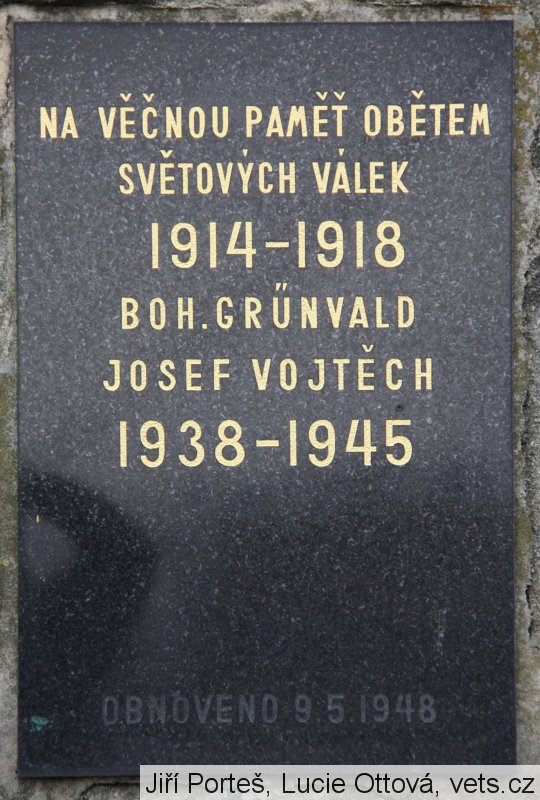 NA VĚČNOU PAMĚŤ OBĚTEM
SVĚTOVÝCH VÁLEK
1914-1918
BOH. GRŰNVALD
JOSEF VOJTĚCH
1938-1945
OBNOVENO 9.5.1948
Jiří Porteš, Lucie Ottová, vets.cz